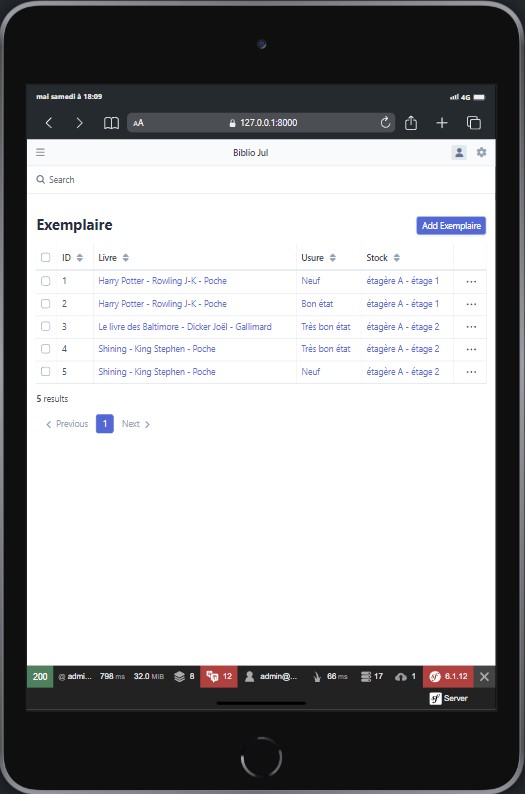 mal samedi à 18:09
4G
AA 127.0.0.1:8000
Biblio Jul
Search
Exemplaire
Add Exemplaire
ID Livre Usure Stock
1 Harry Potter - Rowling J-K - Poche Neuf étagère A - étage 1 ...
2 Harry Potter - Rowling J-K - Poche Bon état étagère A - étage 1 ...
3 Le livre des Baltimore - Dicker Joël - Gallimard Très bon état étagère A - étage 2 ...
4 Shining - King Stephen - Poche Très bon état étagère A - étage 2 ...
5 Shining - King Stephen - Poche Neuf étagère A - étage 2 ...
5 results
Previous 1 Next
200 @ admi... 798 ms 32.0 MiB 8 12 admin@... 66 ms 17 1 sf 6.1.12
sf Server